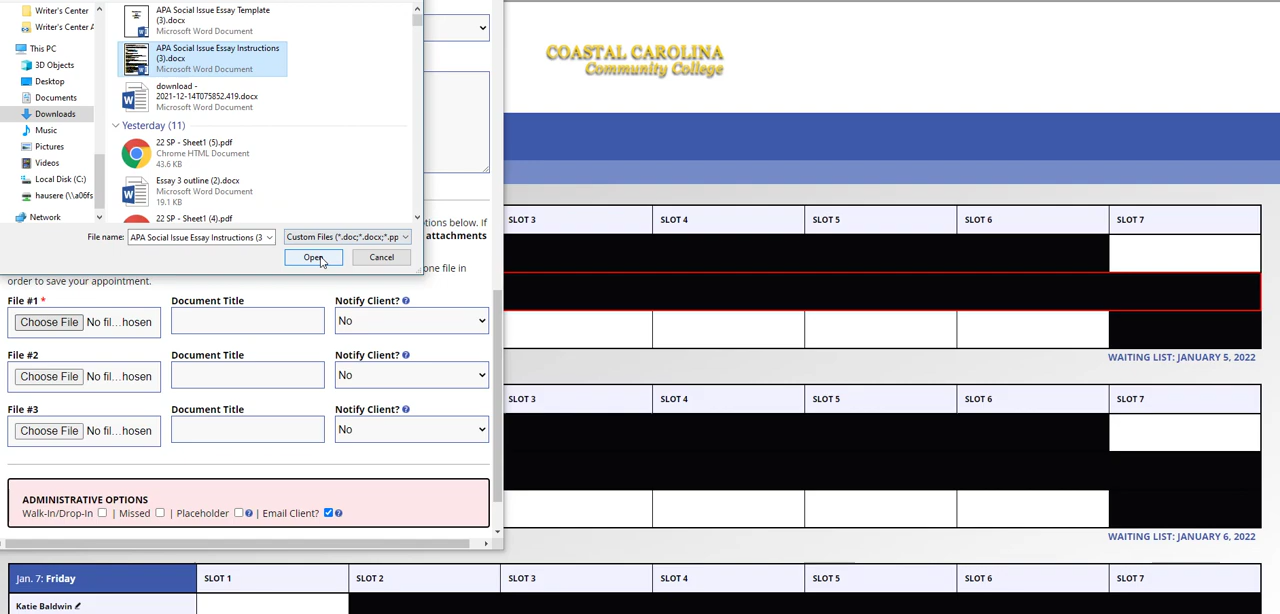 Writer's Center
Writer's Center A
This PC
3D Objects
Desktop
Documents
Downloads
Music
Pictures
Videos
Local Disk (C:)
hausere (\\a06fs
Network
APA Social Issue Essay Template
(3).docx
Microsoft Word Document
APA Social Issue Essay Instructions
(3).docx
Microsoft Word Document
download -
2021-12-14T075852.419.docx
Microsoft Word Document
Yesterday (11)
22 SP - Sheet1 (5).pdf
Chrome HTML Document
43.6 KB
Essay 3 outline (2).docx
Microsoft Word Document
19.1 KB
22 SP - Sheet1 (4).pdf
File name: APA Social Issue Essay Instructions (3 Custom Files (*.doc;*.docx;*.pp
Open Cancel
ptions below. If
attachments
one file in
order to save your appointment.
File #1 * Document Title Notify Client? ?
Choose File No fil...hosen No
File #2 Document Title Notify Client? ?
Choose File No fil...hosen No
File #3 Document Title Notify Client? ?
Choose File No fil...hosen No
ADMINISTRATIVE OPTIONS
Walk-In/Drop-In | Missed | Placeholder ? | Email Client? ?
COASTAL CAROLINA
Community College
SLOT 3 SLOT 4 SLOT 5 SLOT 6 SLOT 7
WAITING LIST: JANUARY 5, 2022
SLOT 3 SLOT 4 SLOT 5 SLOT 6 SLOT 7
WAITING LIST: JANUARY 6, 2022
Jan. 7: Friday SLOT 1 SLOT 2 SLOT 3 SLOT 4 SLOT 5 SLOT 6 SLOT 7
Katie Baldwin